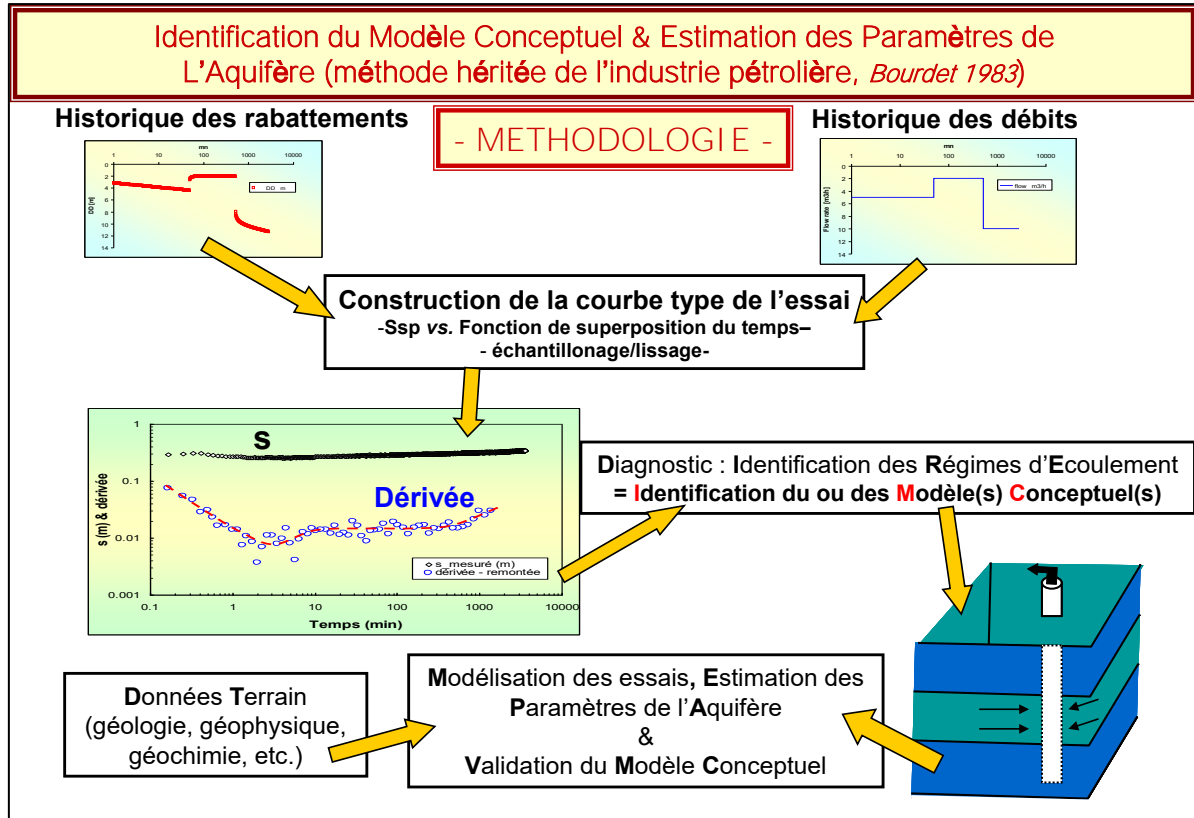 Identification du Modèle Conceptuel & Estimation des Paramètres de
L'Aquifère (méthode héritée de l'industrie pétrolière, Bourdet 1983)
Historique des rabattements
- METHODOLOGIE -
Historique des débits
mn
1 10 100 1000 10000
0
2
4
6
8
10
12
14
DD [m]
DD m
mn
1 10 100 1000 10000
0
2
4
6
8
10
12
14
Flow rate [m3/h]
flow m3/h
Construction de la courbe type de l'essai
-Ssp vs. Fonction de superposition du temps–
- échantillonage/lissage-
1
0.1
0.01
0.001
s (m) & dérivée
s
Dérivée
s_mesuré (m)
dérivée - remontée
0.1 1 10 100 1000 10000
Temps (min)
Diagnostic : Identification des Régimes d'Ecoulement
= Identification du ou des Modèle(s) Conceptuel(s)
Données Terrain
(géologie, géophysique,
géochimie, etc.)
Modélisation des essais, Estimation des
Paramètres de l'Aquifère
&
Validation du Modèle Conceptuel